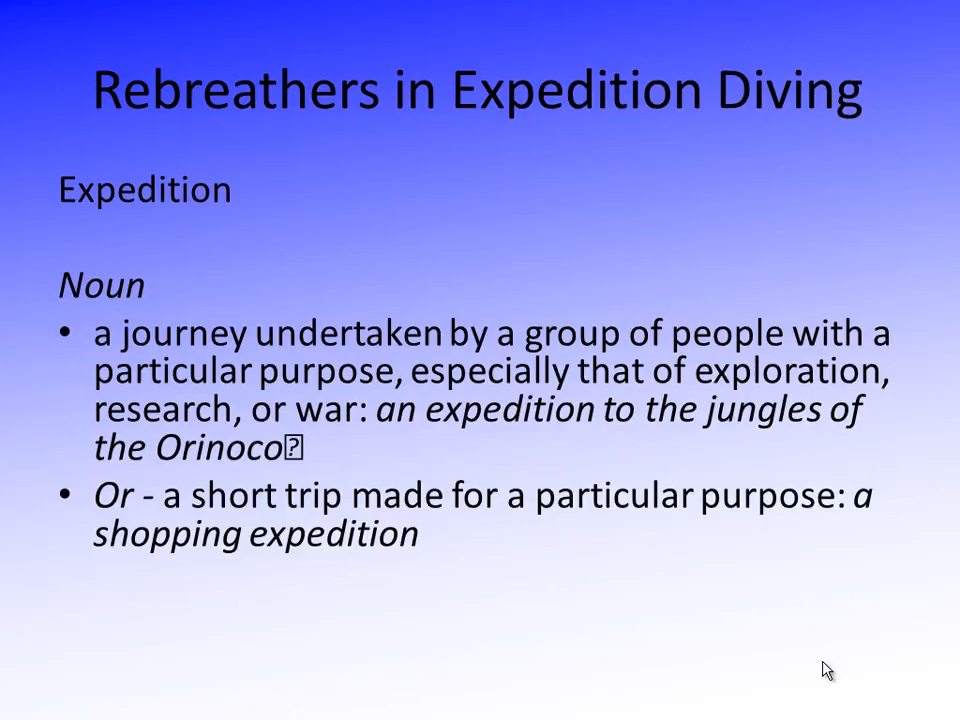 Rebreathers in Expedition Diving
Expedition
Noun
• a journey undertaken by a group of people with a
particular purpose, especially that of exploration,
research, or war: an expedition to the jungles of
the Orinoco⍰
• Or - a short trip made for a particular purpose: a
shopping expedition